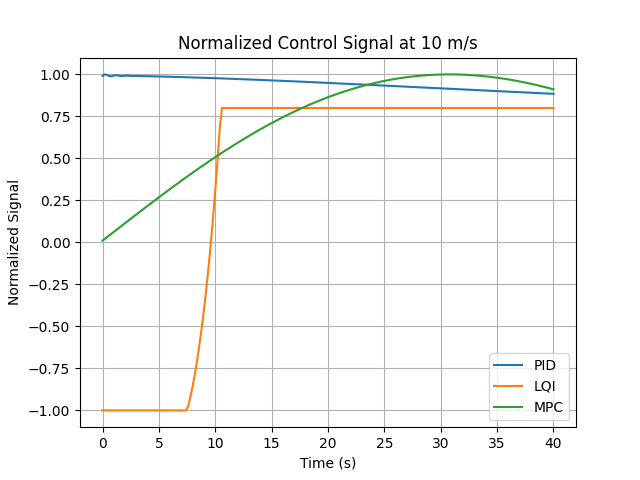 Normalized Control Signal at 10 m/s
1.00
0.75
0.50
0.25
0.00
−0.25
−0.50
−0.75
−1.00
Normalized Signal
PID
LQI
MPC
0 5 10 15 20 25 30 35 40
Time (s)